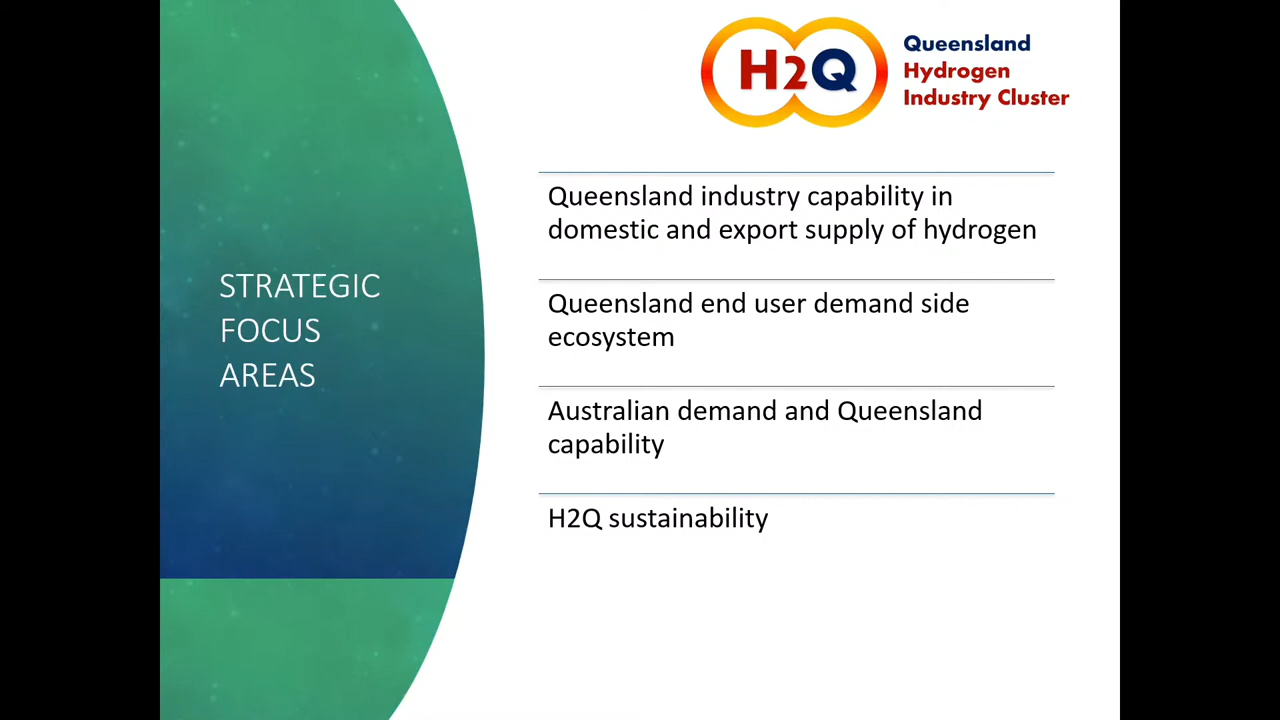 H2Q
Queensland
Hydrogen
Industry Cluster
STRATEGIC
FOCUS
AREAS
Queensland industry capability in
domestic and export supply of hydrogen
Queensland end user demand side
ecosystem
Australian demand and Queensland
capability
H2Q sustainability